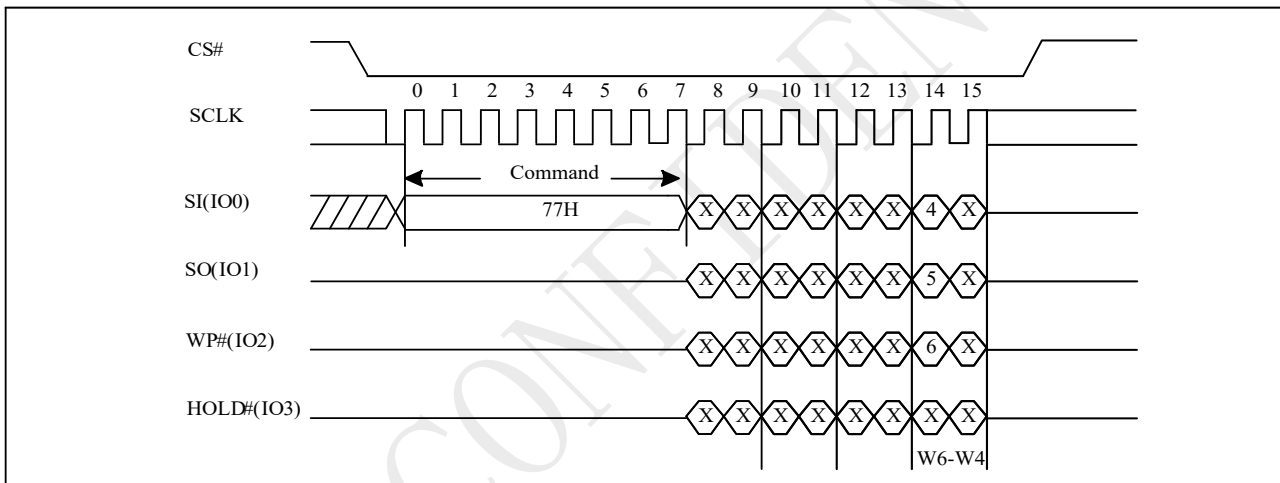 CS#
0 1 2 3 4 5 6 7 8 9 10 11 12 13 14 15
SCLK
Command
SI(IO0) 77H X X X X X X 4 X
SO(IO1) X X X X X X 5 X
WP#(IO2) X X X X X X 6 X
HOLD#(IO3) X X X X X X X X
W6-W4
CONFIDEN